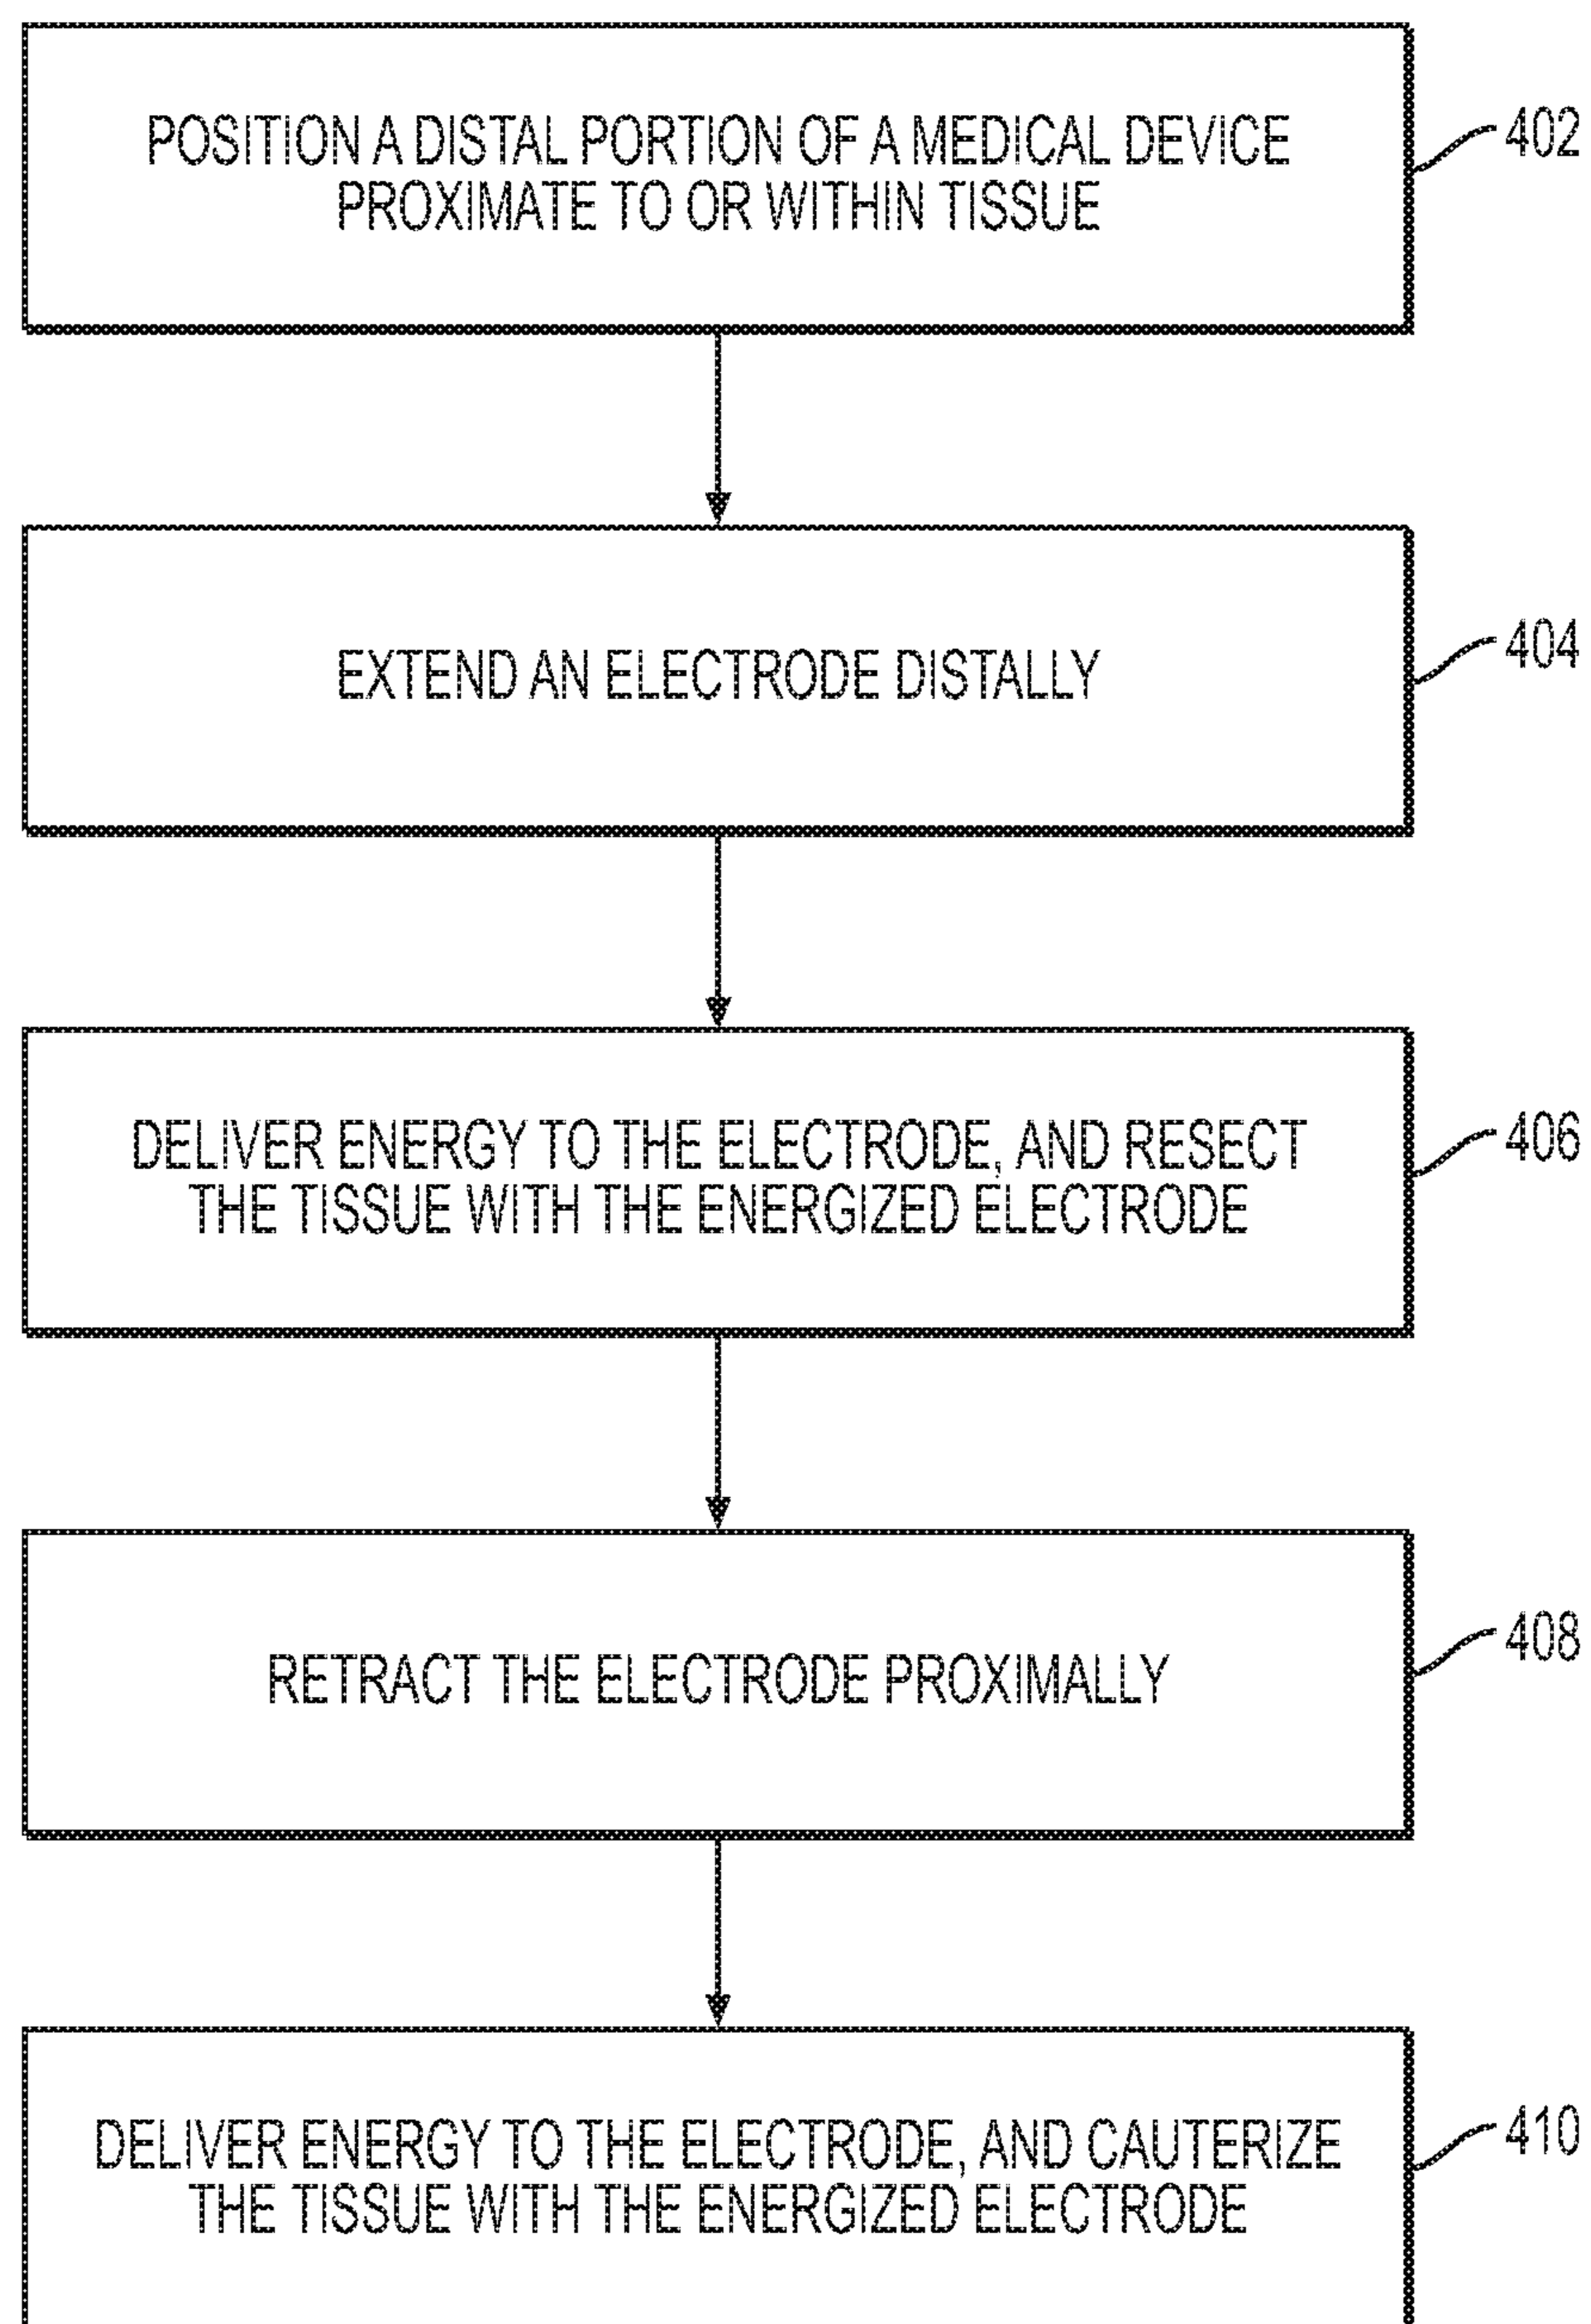 POSITION A DISTAL PORTION OF A MEDICAL DEVICE
PROXIMATE TO OR WITHIN TISSUE
402
EXTEND AN ELECTRODE DISTALLY
404
DELIVER ENERGY TO THE ELECTRODE, AND RESECT
THE TISSUE WITH THE ENERGIZED ELECTRODE
406
RETRACT THE ELECTRODE PROXIMALLY
408
DELIVER ENERGY TO THE ELECTRODE, AND CAUTERIZE
THE TISSUE WITH THE ENERGIZED ELECTRODE
410